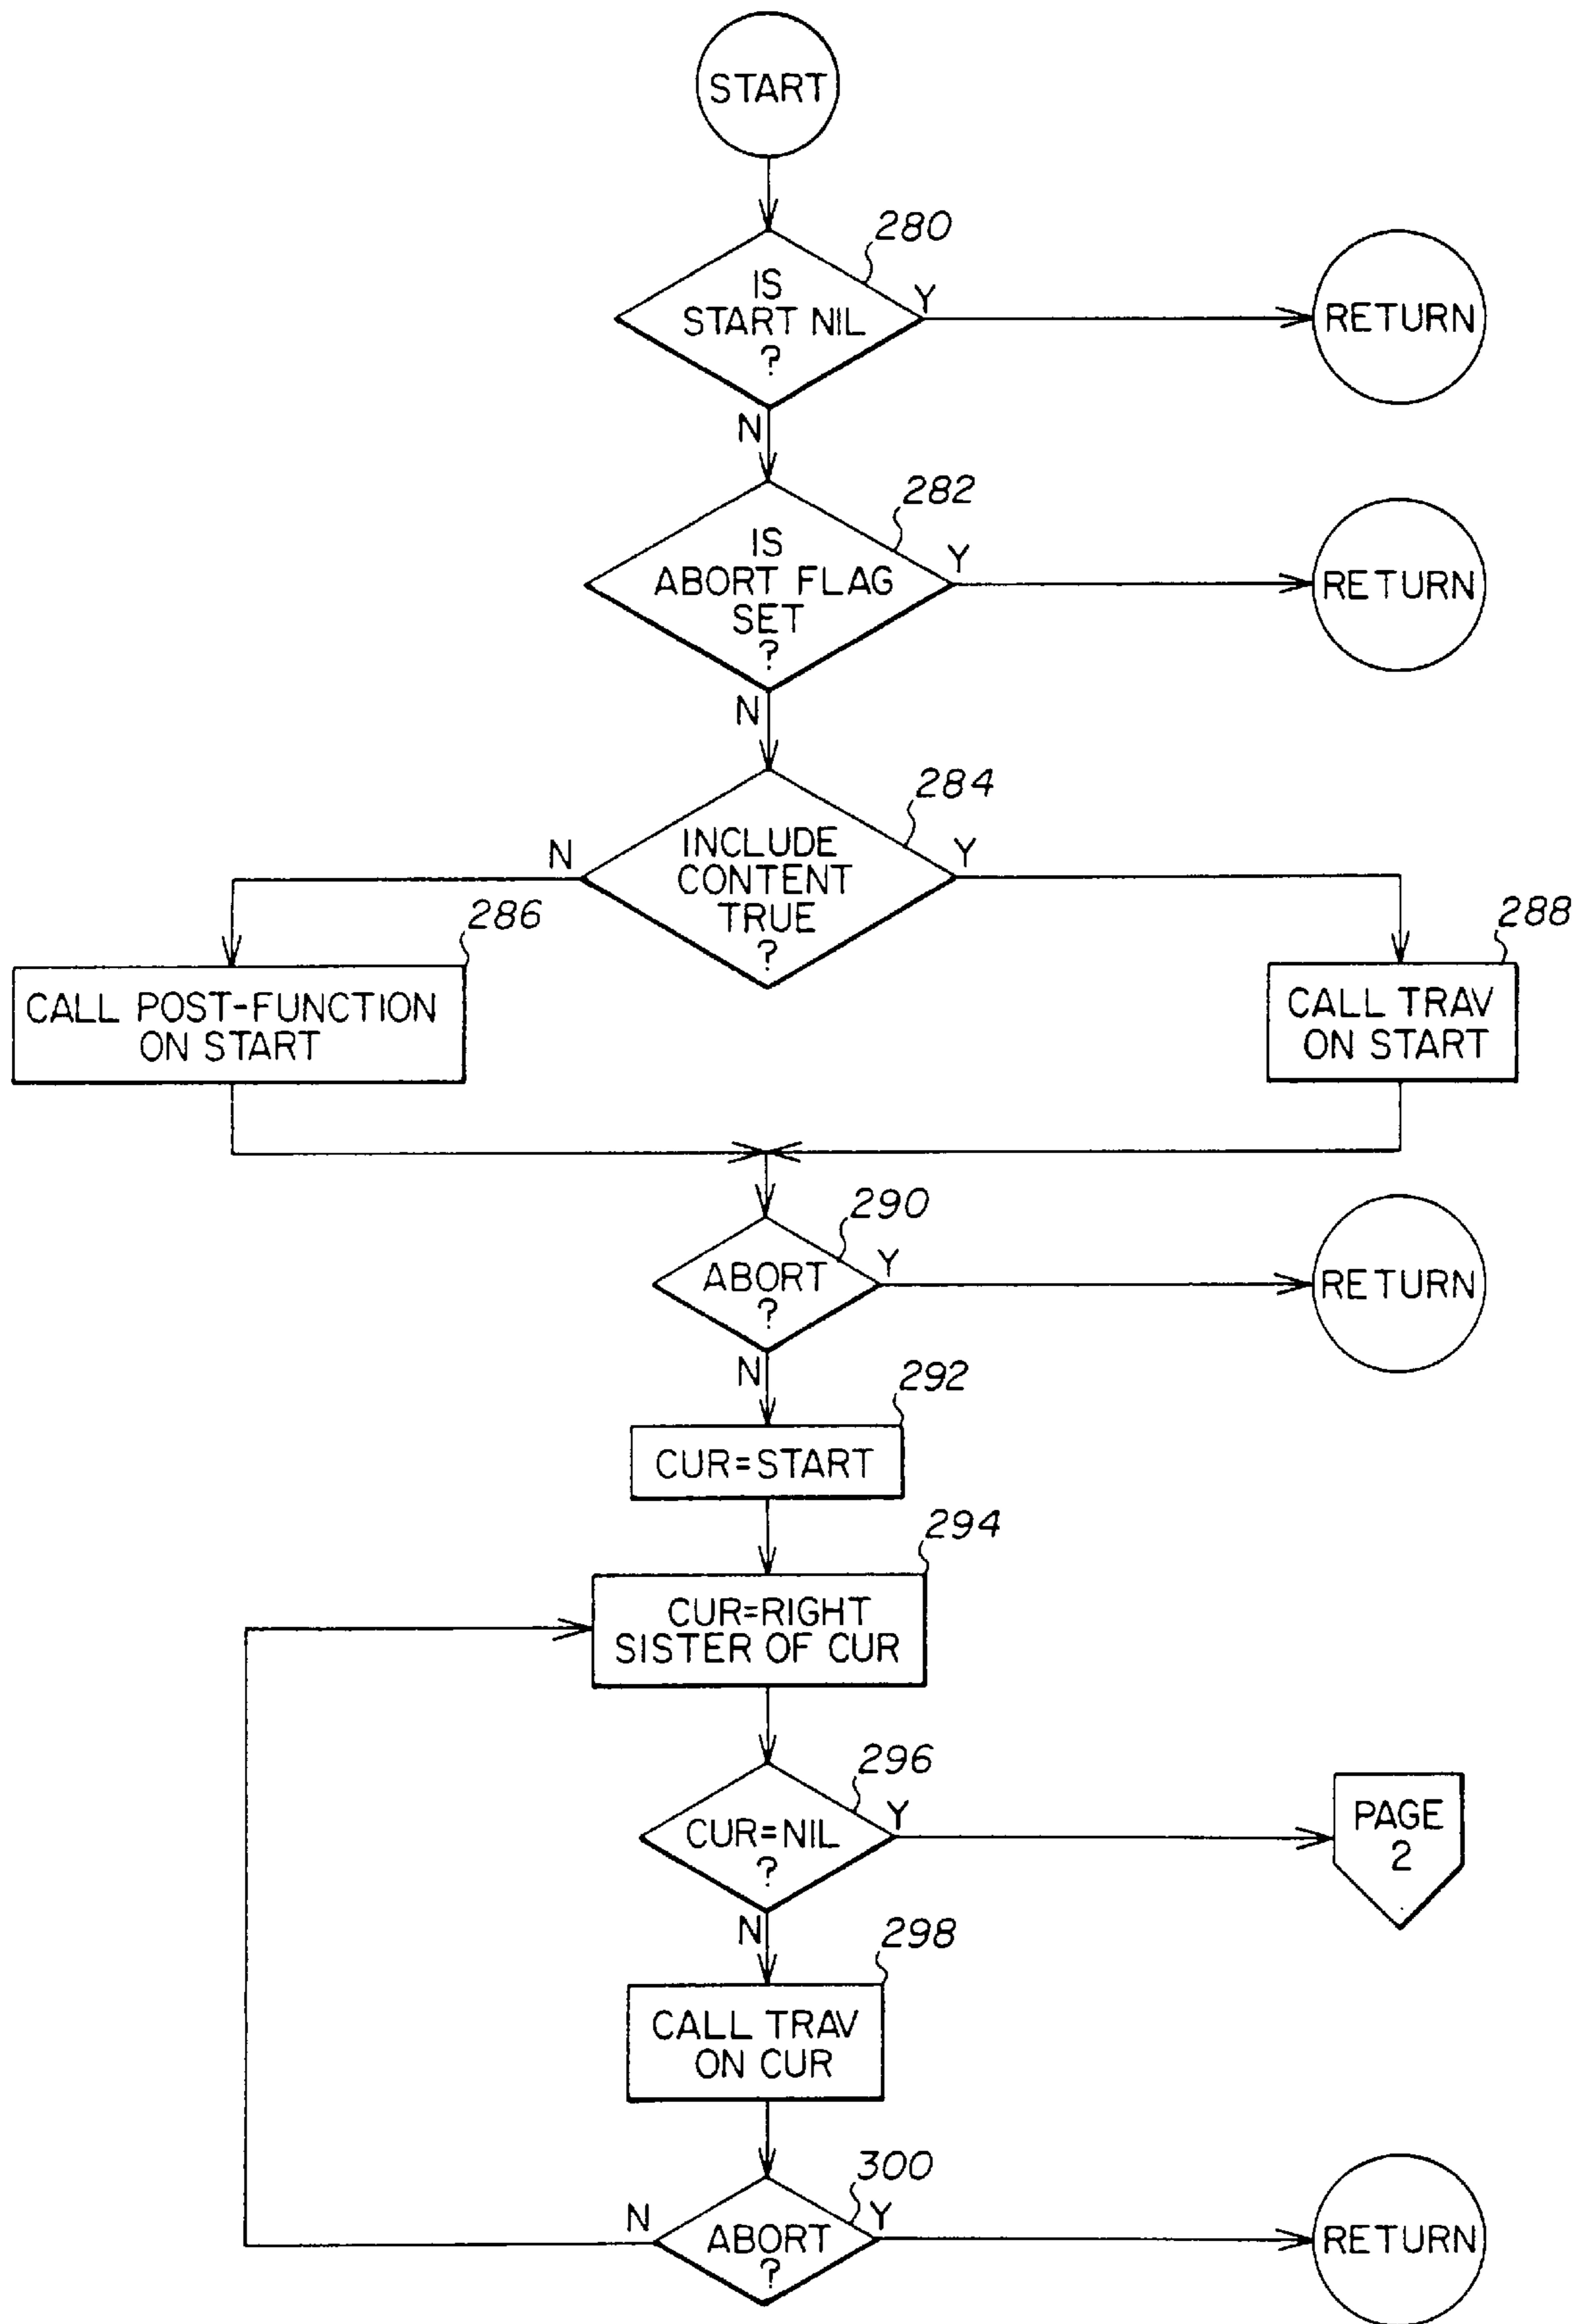 START
280
IS
START NIL
?
Y
RETURN
N
282
IS
ABORT FLAG
SET
?
Y
RETURN
N
284
INCLUDE
CONTENT
TRUE
?
N
Y
286
CALL POST-FUNCTION
ON START
288
CALL TRAV
ON START
290
ABORT
?
Y
RETURN
N
292
CUR=START
294
CUR=RIGHT
SISTER OF CUR
296
CUR=NIL
?
Y
PAGE
2
N
298
CALL TRAV
ON CUR
300
ABORT
?
N
Y
RETURN